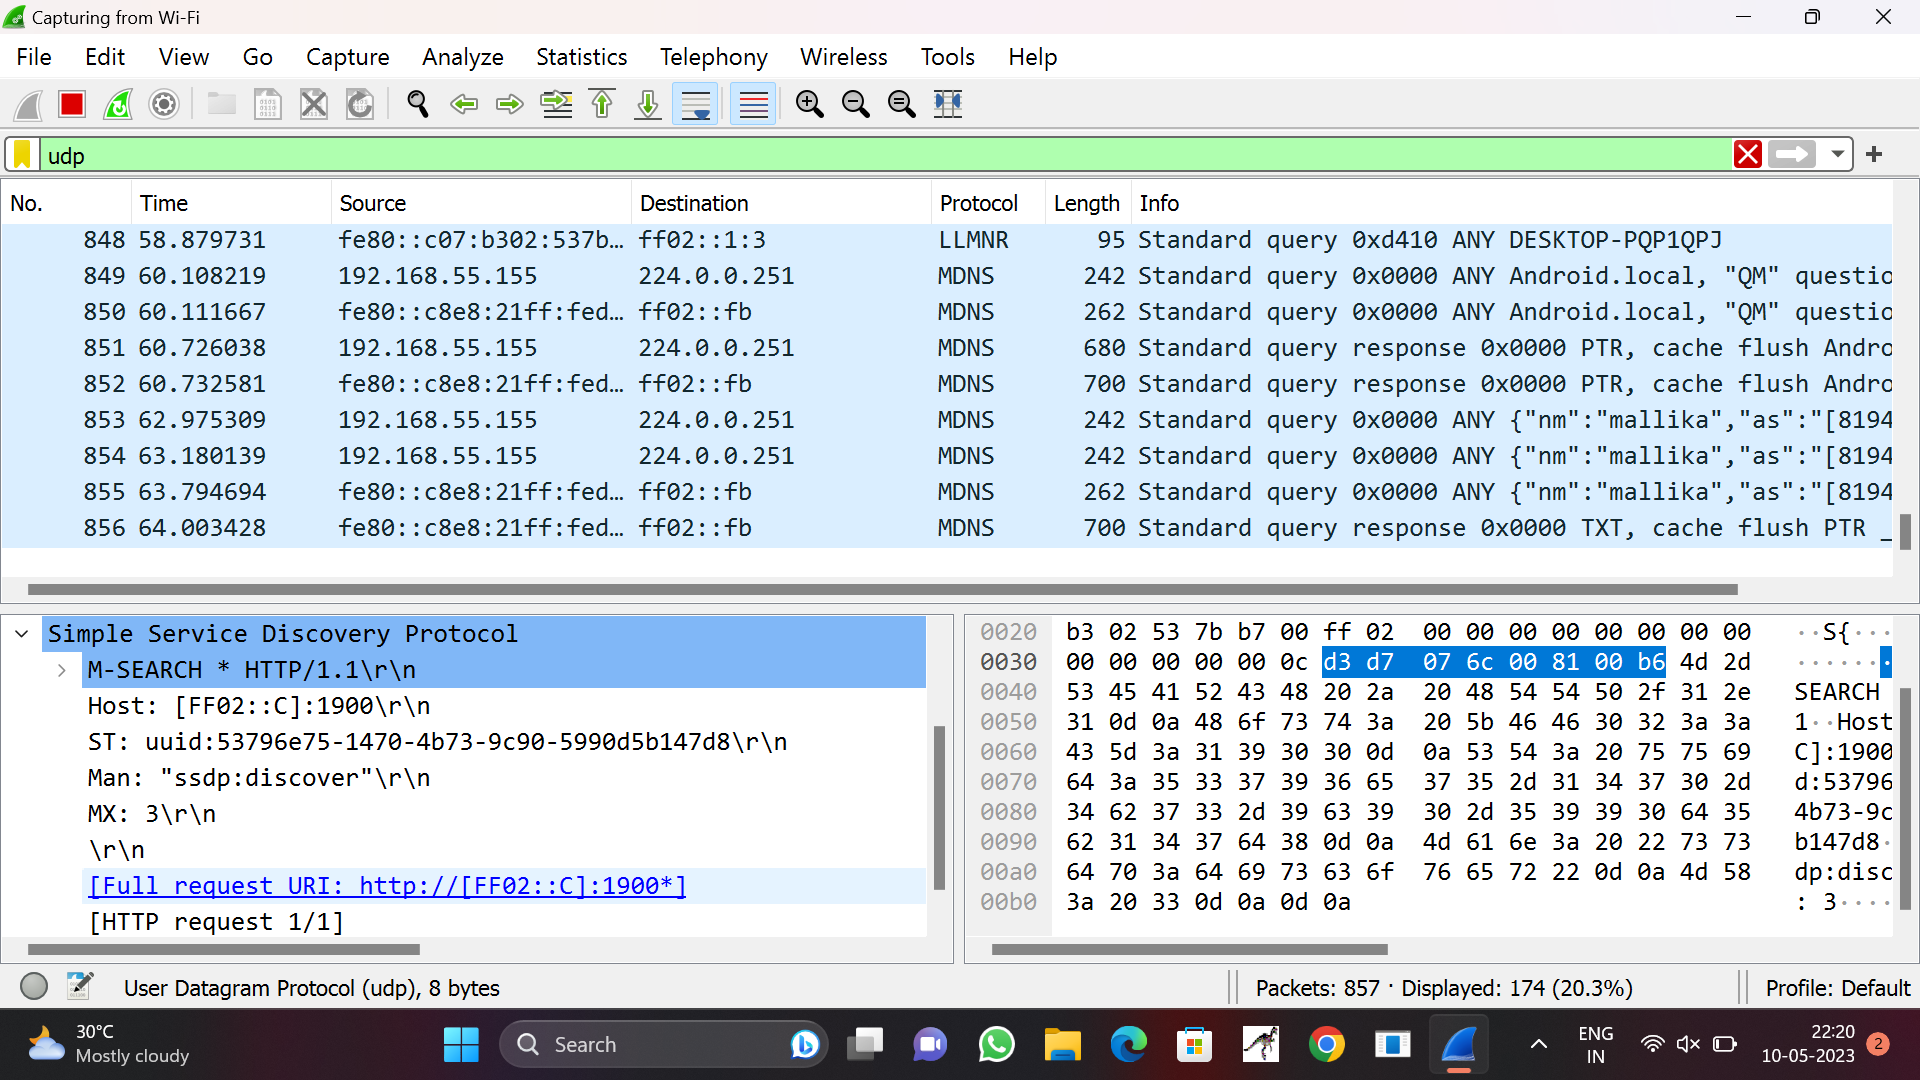 Capturing from Wi-Fi
File Edit View Go Capture Analyze Statistics Telephony Wireless Tools Help
udp
No. Time Source Destination Protocol Length Info
848 58.879731 fe80::c07:b302:537b… ff02::1:3 LLMNR 95 Standard query 0xd410 ANY DESKTOP-PQP1QPJ
849 60.108219 192.168.55.155 224.0.0.251 MDNS 242 Standard query 0x0000 ANY Android.local, "QM" questio
850 60.111667 fe80::c8e8:21ff:fed… ff02::fb MDNS 262 Standard query 0x0000 ANY Android.local, "QM" questio
851 60.726038 192.168.55.155 224.0.0.251 MDNS 680 Standard query response 0x0000 PTR, cache flush Andro
852 60.732581 fe80::c8e8:21ff:fed… ff02::fb MDNS 700 Standard query response 0x0000 PTR, cache flush Andro
853 62.975309 192.168.55.155 224.0.0.251 MDNS 242 Standard query 0x0000 ANY {"nm":"mallika","as":"[8194
854 63.180139 192.168.55.155 224.0.0.251 MDNS 242 Standard query 0x0000 ANY {"nm":"mallika","as":"[8194
855 63.794694 fe80::c8e8:21ff:fed… ff02::fb MDNS 262 Standard query 0x0000 ANY {"nm":"mallika","as":"[8194
856 64.003428 fe80::c8e8:21ff:fed… ff02::fb MDNS 700 Standard query response 0x0000 TXT, cache flush PTR _
Simple Service Discovery Protocol
M-SEARCH * HTTP/1.1\r\n
Host: [FF02::C]:1900\r\n
ST: uuid:53796e75-1470-4b73-9c90-5990d5b147d8\r\n
Man: "ssdp:discover"\r\n
MX: 3\r\n
\r\n
[Full request URI: http://[FF02::C]:1900*]
[HTTP request 1/1]
0020 b3 02 53 7b b7 00 ff 02 00 00 00 00 00 00 00 00 ··S{···
0030 00 00 00 00 00 0c d3 d7 07 6c 00 81 00 b6 4d 2d ·······
0040 53 45 41 52 43 48 20 2a 20 48 54 54 50 2f 31 2e SEARCH
0050 31 0d 0a 48 6f 73 74 3a 20 5b 46 46 30 32 3a 3a 1··Host
0060 43 5d 3a 31 39 30 30 0d 0a 53 54 3a 20 75 75 69 C]:1900
0070 64 3a 35 33 37 39 36 65 37 35 2d 31 34 37 30 2d d:53796
0080 34 62 37 33 2d 39 63 39 30 2d 35 39 39 30 64 35 4b73-9c
0090 62 31 34 37 64 38 0d 0a 4d 61 6e 3a 20 22 73 73 b147d8·
00a0 64 70 3a 64 69 73 63 6f 76 65 72 22 0d 0a 4d 58 dp:disc
00b0 3a 20 33 0d 0a 0d 0a : 3····
User Datagram Protocol (udp), 8 bytes
Packets: 857 · Displayed: 174 (20.3%)
Profile: Default
30°C
Mostly cloudy
Search
ENG
IN
22:20
10-05-2023
2